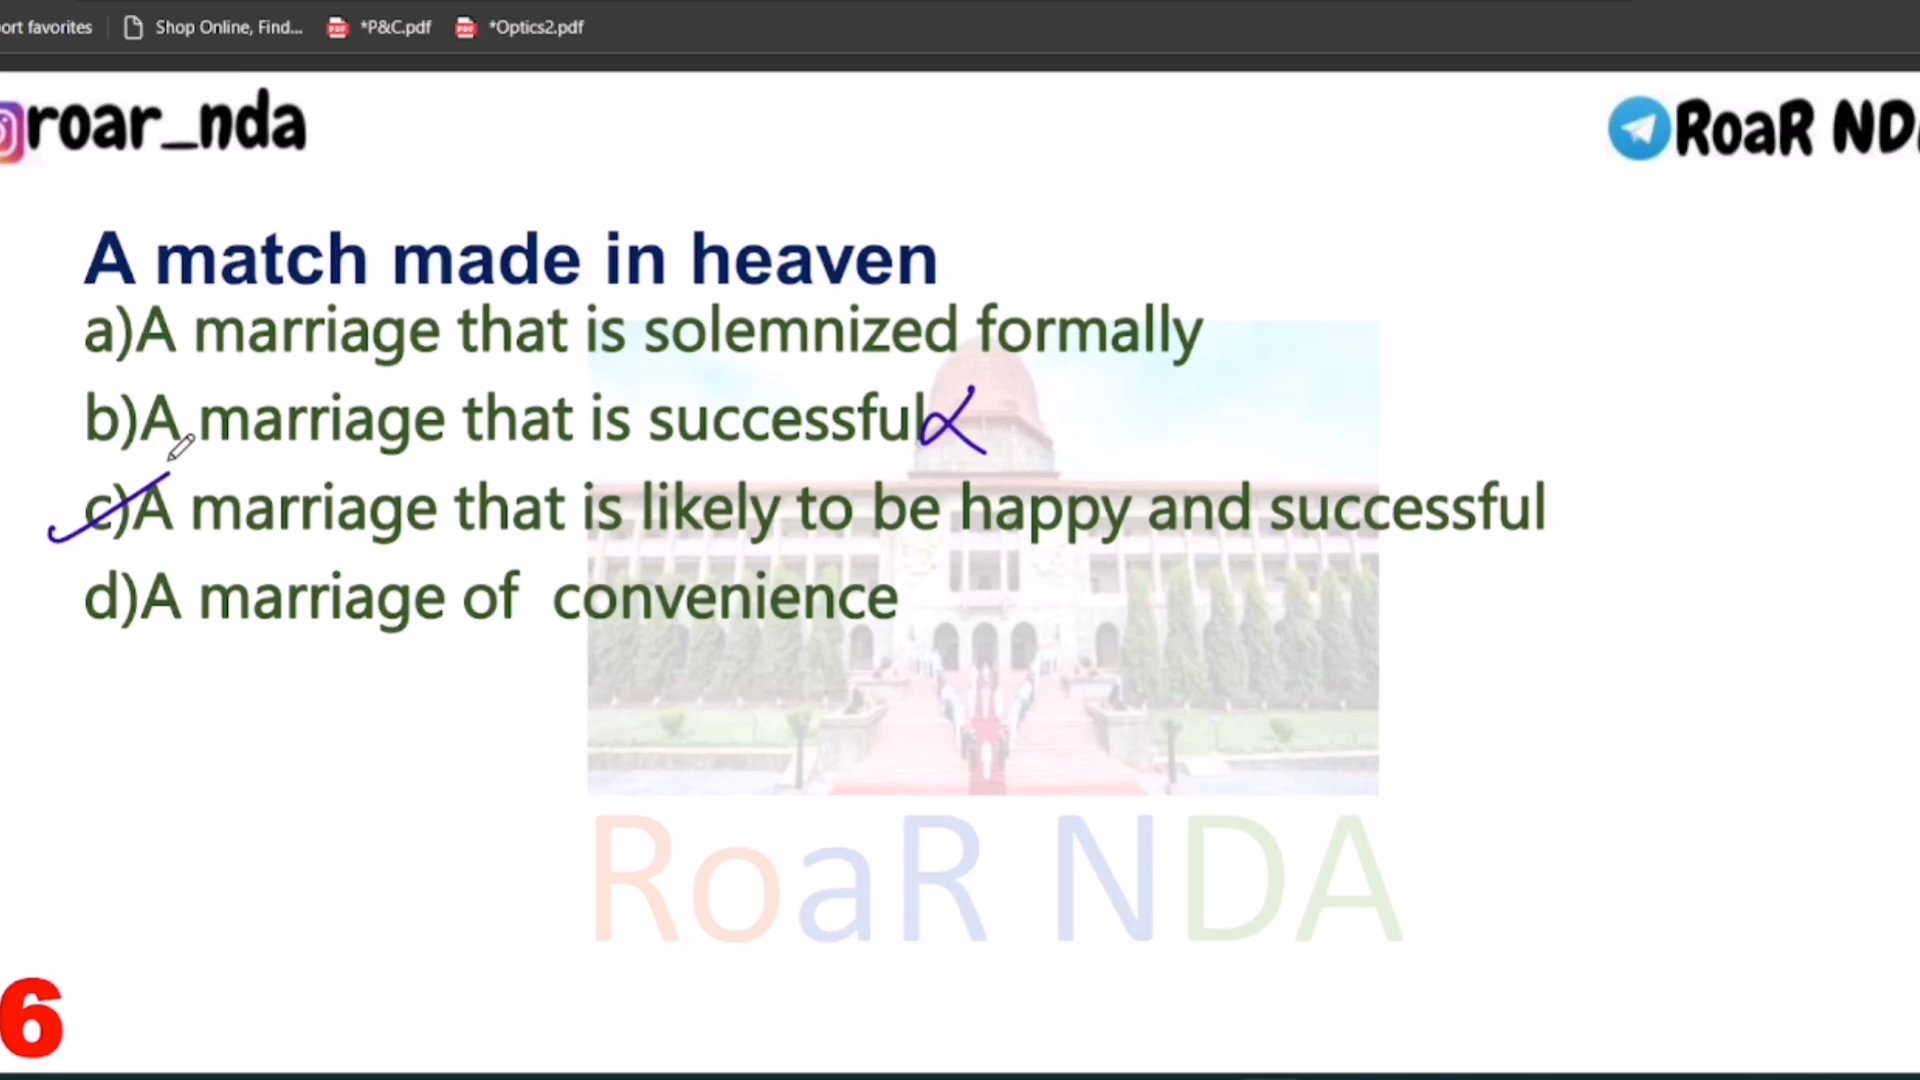 ort favorites Shop Online, Find... *P&C.pdf *Optics2.pdf
roar_nda RoaR ND
A match made in heaven
a)A marriage that is solemnized formally
b)A marriage that is successful
c)A marriage that is likely to be happy and successful
d)A marriage of convenience
RoaR NDA
6